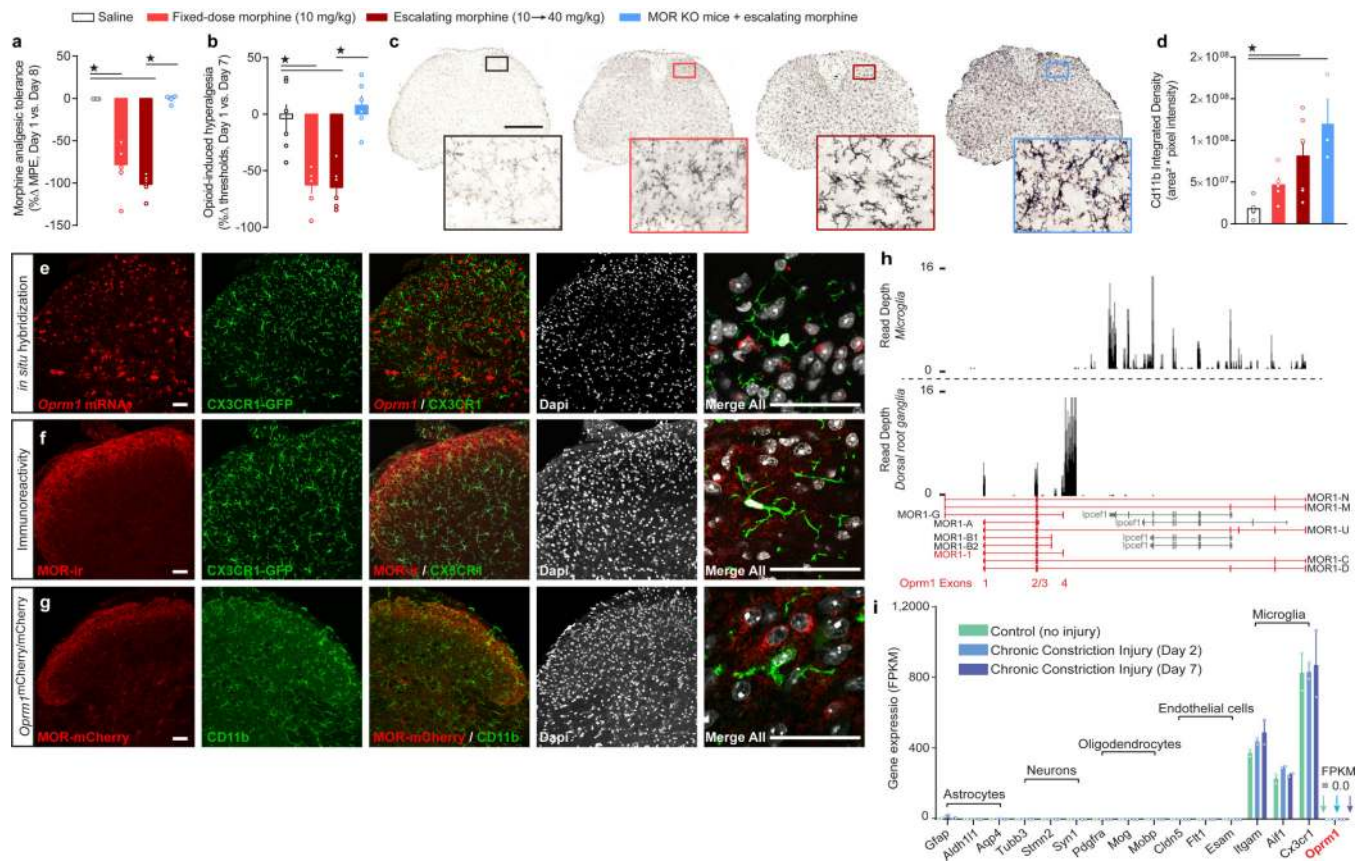 Saline
Fixed-dose morphine (10 mg/kg)
Escalating morphine (10→40 mg/kg)
MOR KO mice + escalating morphine
a
Morphine analgesic tolerance
(%Δ MPE, Day 1 vs. Day 8)
50
0
-50
-100
-150
★
★
b
Opioid-induced hyperalgesia
(%Δ thresholds, Day 1 vs. Day 7)
50
0
-50
-100
★
★
c
d
Cd11b Integrated Density
(area² * pixel intensity)
2×10⁰⁸
2×10⁰⁸
1×10⁰⁸
5×10⁰⁷
0
★
e
in situ hybridization
Oprm1 mRNA
CX3CR1-GFP
Oprm1 / CX3CR1
Dapi
Merge All
f
Immunoreactivity
MOR-ir
CX3CR1-GFP
MOR-ir / CX3CR1
Dapi
Merge All
g
Oprm1mCherry/mCherry
MOR-mCherry
CD11b
MOR-mCherry / CD11b
Dapi
Merge All
h
16
Read Depth
Microglia
0
16
Read Depth
Dorsal root ganglia
0
MOR1-N
MOR1-M
MOR1-G
Ipcef1
MOR1-A
Ipcef1
MOR1-U
MOR1-B1
Ipcef1
MOR1-B2
MOR1-1
MOR1-C
MOR1-D
Oprm1 Exons 1 2/3 4
i
Gene expressio (FPKM)
1,2000
800
400
0
Control (no injury)
Chronic Constriction Injury (Day 2)
Chronic Constriction Injury (Day 7)
Microglia
Endothelial cells
Oligodendrocytes
Neurons
Astrocytes
FPKM
= 0.0
Gfap
Aldh1l1
Aqp4
Tubb3
Stmn2
Syn1
Pdgfra
Mog
Mobp
Cldn5
Flt1
Esam
Itgam
Aif1
Cx3cr1
Oprm1